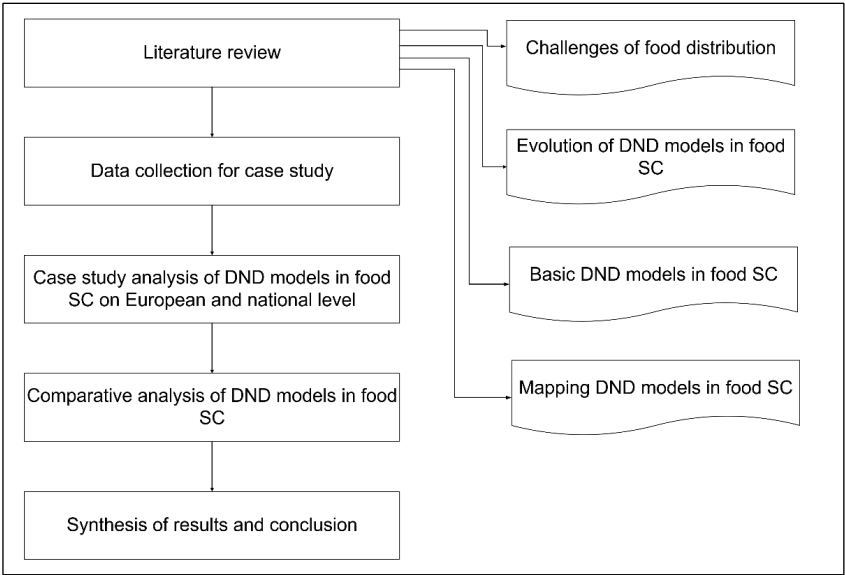 Literature review
Data collection for case study
Case study analysis of DND models in food
SC on European and national level
Comparative analysis of DND models in food
SC
Synthesis of results and conclusion
Challenges of food distribution
Evolution of DND models in food
SC
Basic DND models in food SC
Mapping DND models in food SC